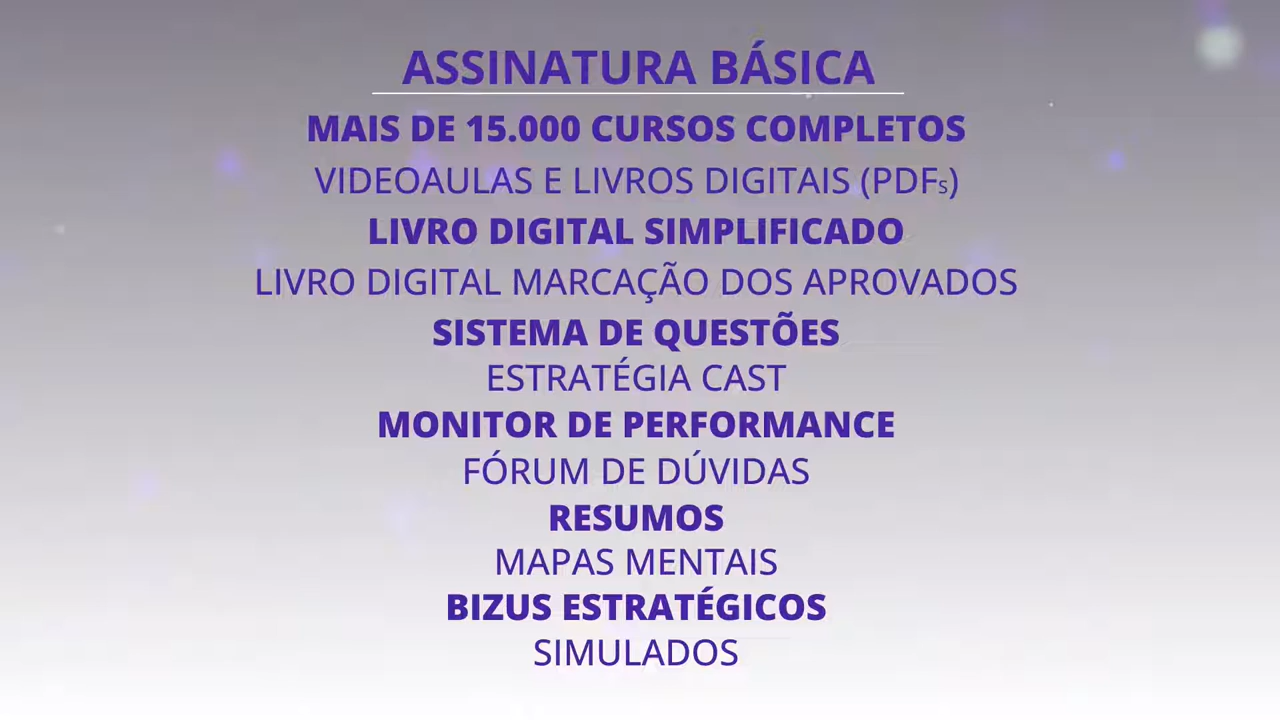 ASSINATURA BÁSICA
MAIS DE 15.000 CURSOS COMPLETOS
VIDEOAULAS E LIVROS DIGITAIS (PDFs)
LIVRO DIGITAL SIMPLIFICADO
LIVRO DIGITAL MARCAÇÃO DOS APROVADOS
SISTEMA DE QUESTÕES
ESTRATÉGIA CAST
MONITOR DE PERFORMANCE
FÓRUM DE DÚVIDAS
RESUMOS
MAPAS MENTAIS
BIZUS ESTRATÉGICOS
SIMULADOS